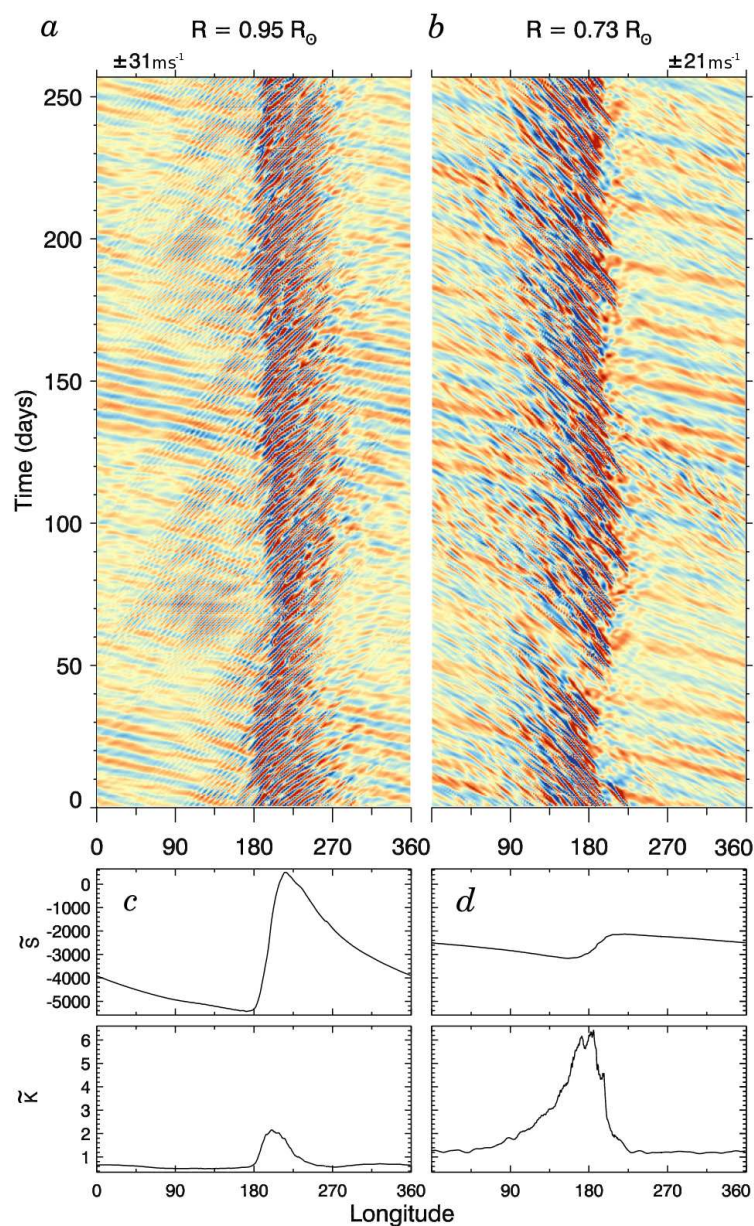 a R = 0.95 R⊙ b R = 0.73 R⊙
±31ms⁻¹ ±21ms⁻¹
250
200
150
100
50
0
Time (days)
0 90 180 270 360 90 180 270 360
c d
0
-1000
-2000
-3000
-4000
-5000
S̃
6
5
4
3
2
1
K̃
0 90 180 270 360 90 180 270 360
Longitude